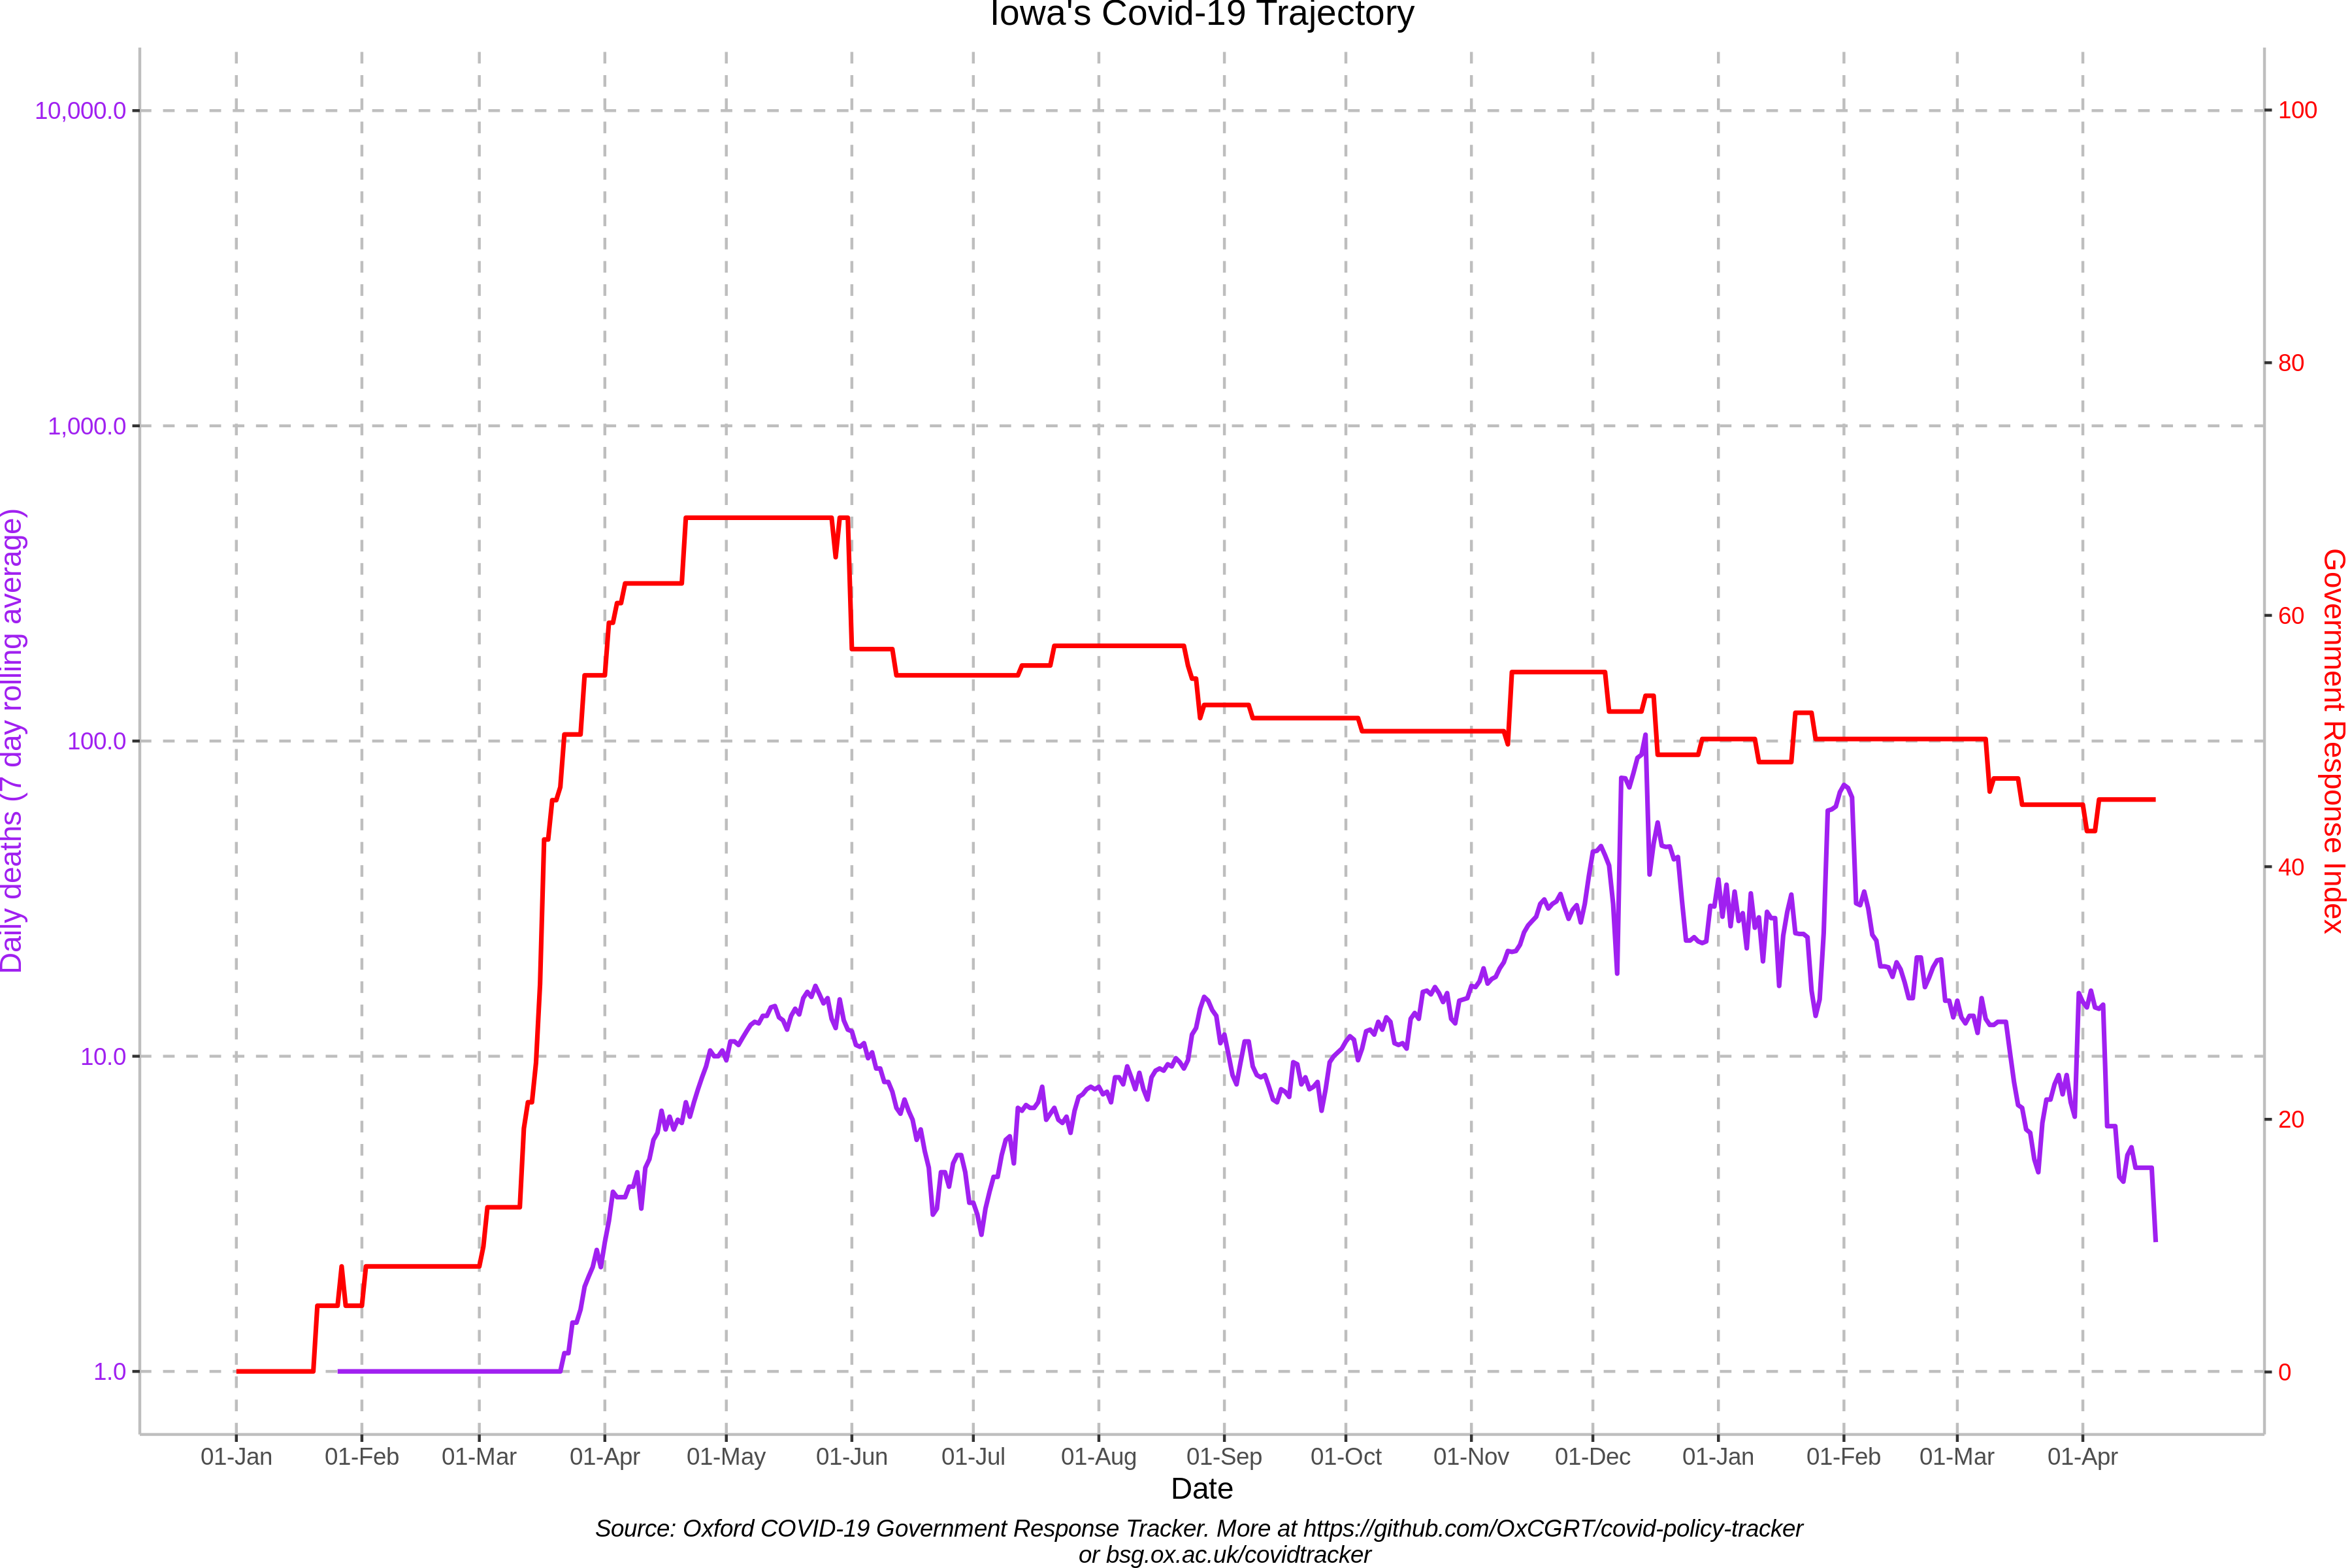 Iowa's Covid-19 Trajectory
10,000.0
1,000.0
100.0
10.0
1.0
Daily deaths (7 day rolling average)
100
80
60
40
20
0
Government Response Index
01-Jan 01-Feb 01-Mar 01-Apr 01-May 01-Jun 01-Jul 01-Aug 01-Sep 01-Oct 01-Nov 01-Dec 01-Jan 01-Feb 01-Mar 01-Apr
Date
Source: Oxford COVID-19 Government Response Tracker. More at https://github.com/OxCGRT/covid-policy-tracker
or bsg.ox.ac.uk/covidtracker